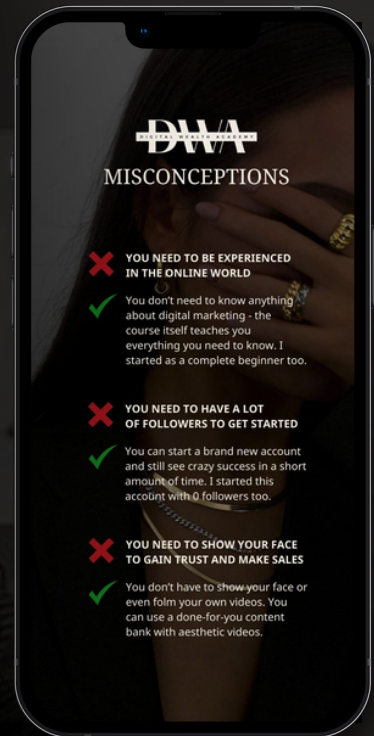 DWA
DIGITAL WEALTH ACADEMY
MISCONCEPTIONS
YOU NEED TO BE EXPERIENCED
IN THE ONLINE WORLD
You don't need to know anything
about digital marketing - the
course itself teaches you
everything you need to know. I
started as a complete beginner too.
YOU NEED TO HAVE A LOT
OF FOLLOWERS TO GET STARTED
You can start a brand new account
and still see crazy success in a short
amount of time. I started this
account with 0 followers too.
YOU NEED TO SHOW YOUR FACE
TO GAIN TRUST AND MAKE SALES
You don't have to show your face or
even folm your own videos. You
can use a done-for-you content
bank with aesthetic videos.